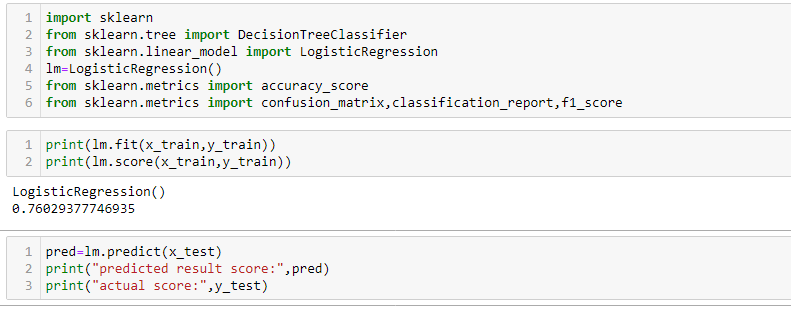 1 import sklearn
2 from sklearn.tree import DecisionTreeClassifier
3 from sklearn.linear_model import LogisticRegression
4 lm=LogisticRegression()
5 from sklearn.metrics import accuracy_score
6 from sklearn.metrics import confusion_matrix,classification_report,f1_score
1 print(lm.fit(x_train,y_train))
2 print(lm.score(x_train,y_train))
LogisticRegression()
0.76029377746935
1 pred=lm.predict(x_test)
2 print("predicted result score:",pred)
3 print("actual score:",y_test)